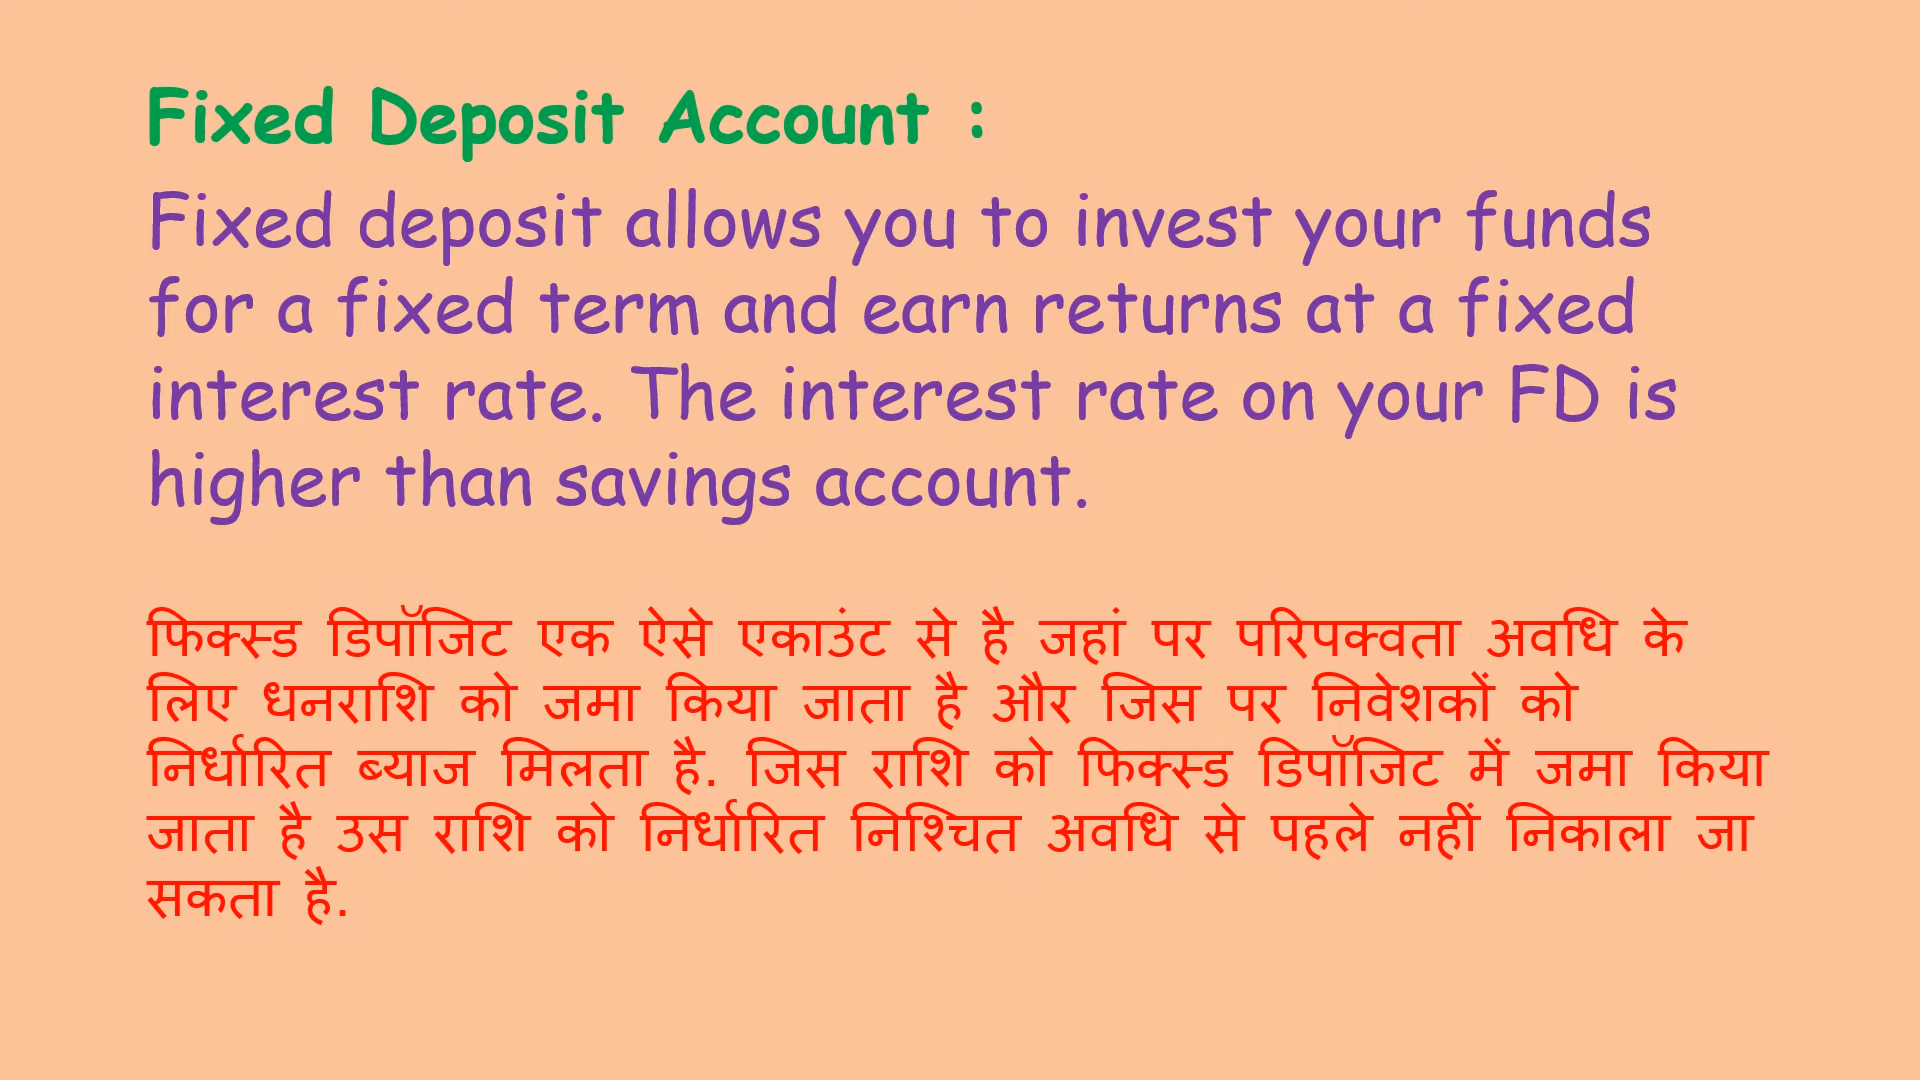 Fixed Deposit Account :
Fixed deposit allows you to invest your funds
for a fixed term and earn returns at a fixed
interest rate. The interest rate on your FD is
higher than savings account.
फिक्स्ड डिपॉजिट एक ऐसे एकाउंट से है जहां पर परिपक्वता अवधि के
लिए धनराशि को जमा किया जाता है और जिस पर निवेशकों को
निर्धारित ब्याज मिलता है. जिस राशि को फिक्स्ड डिपॉजिट में जमा किया
जाता है उस राशि को निर्धारित निश्चित अवधि से पहले नहीं निकाला जा
सकता है.